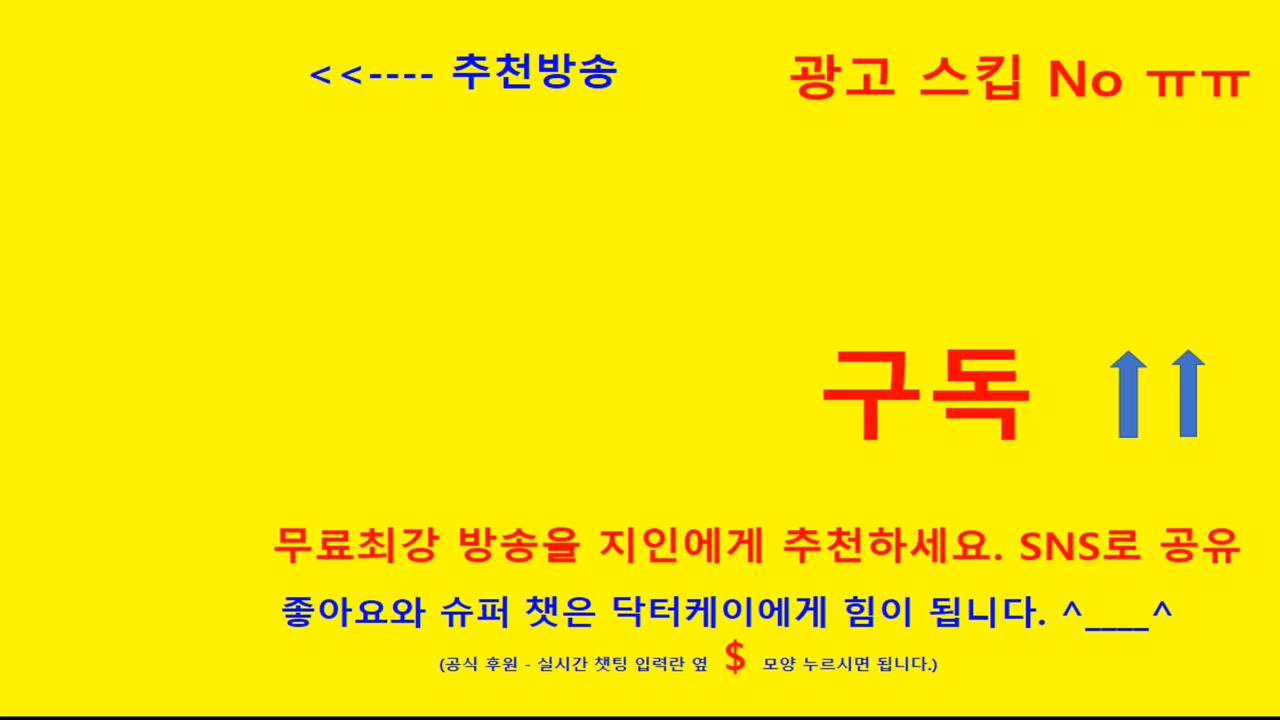 <<---- 추천방송
광고 스킵 No ㅠㅠ
구독
무료최강 방송을 지인에게 추천하세요. SNS로 공유
좋아요와 슈퍼 챗은 닥터케이에게 힘이 됩니다. ^____^
(공식 후원 - 실시간 챗팅 입력란 옆 $ 모양 누르시면 됩니다.)